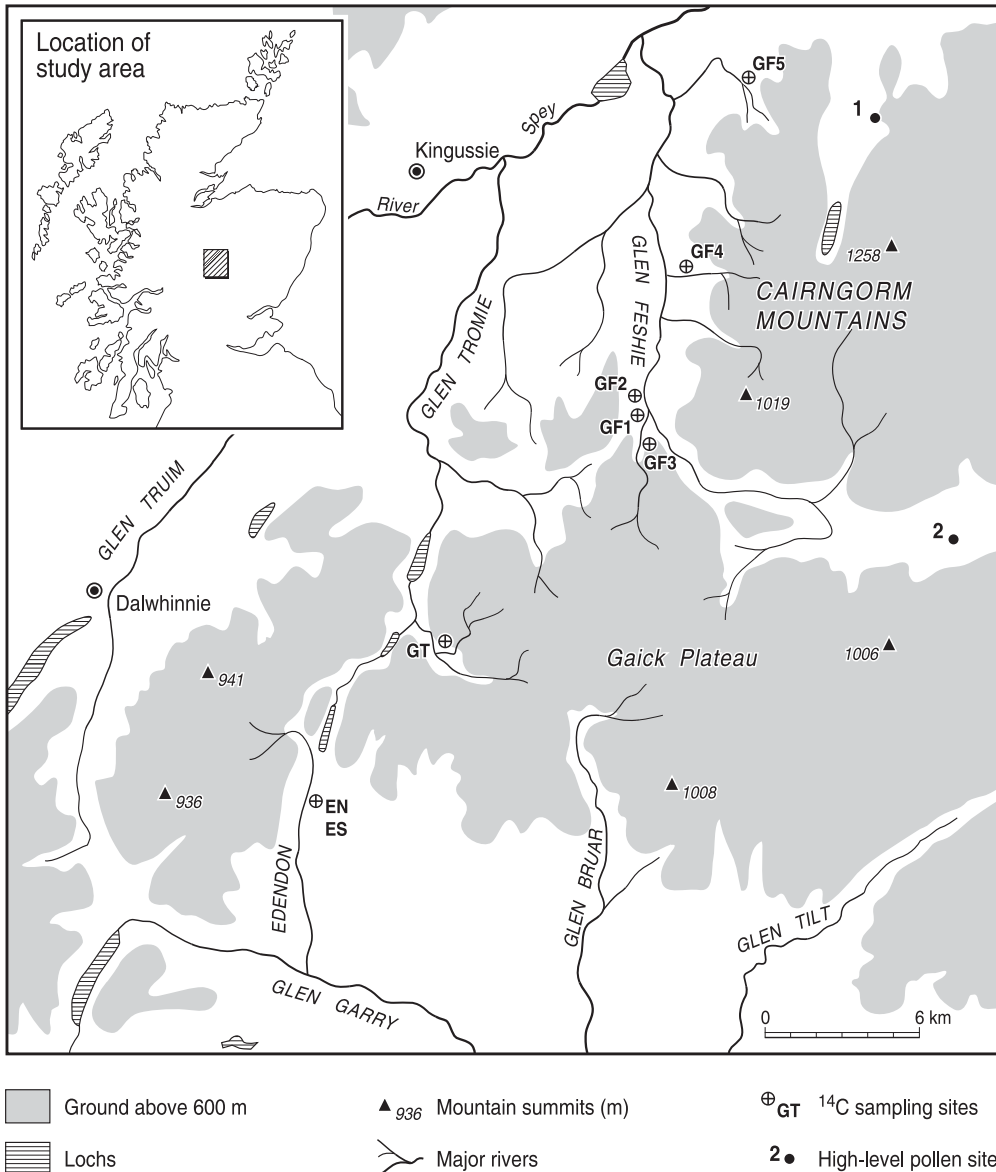 Location of
study area
GF5
1
Spey
Kingussie
River
GLEN FESHIE
GF4
1258
CAIRNGORM
MOUNTAINS
GLEN TROMIE
GF2
1019
GF1
GF3
GLEN TRUIM
2
Dalwhinnie
GT
Gaick Plateau
1006
941
936
1008
EN
ES
EDENDON
GLEN BRUAR
GLEN TILT
GLEN GARRY
0 6 km
Ground above 600 m
936 Mountain summits (m)
GT 14C sampling sites
Lochs
Major rivers
2 High-level pollen site